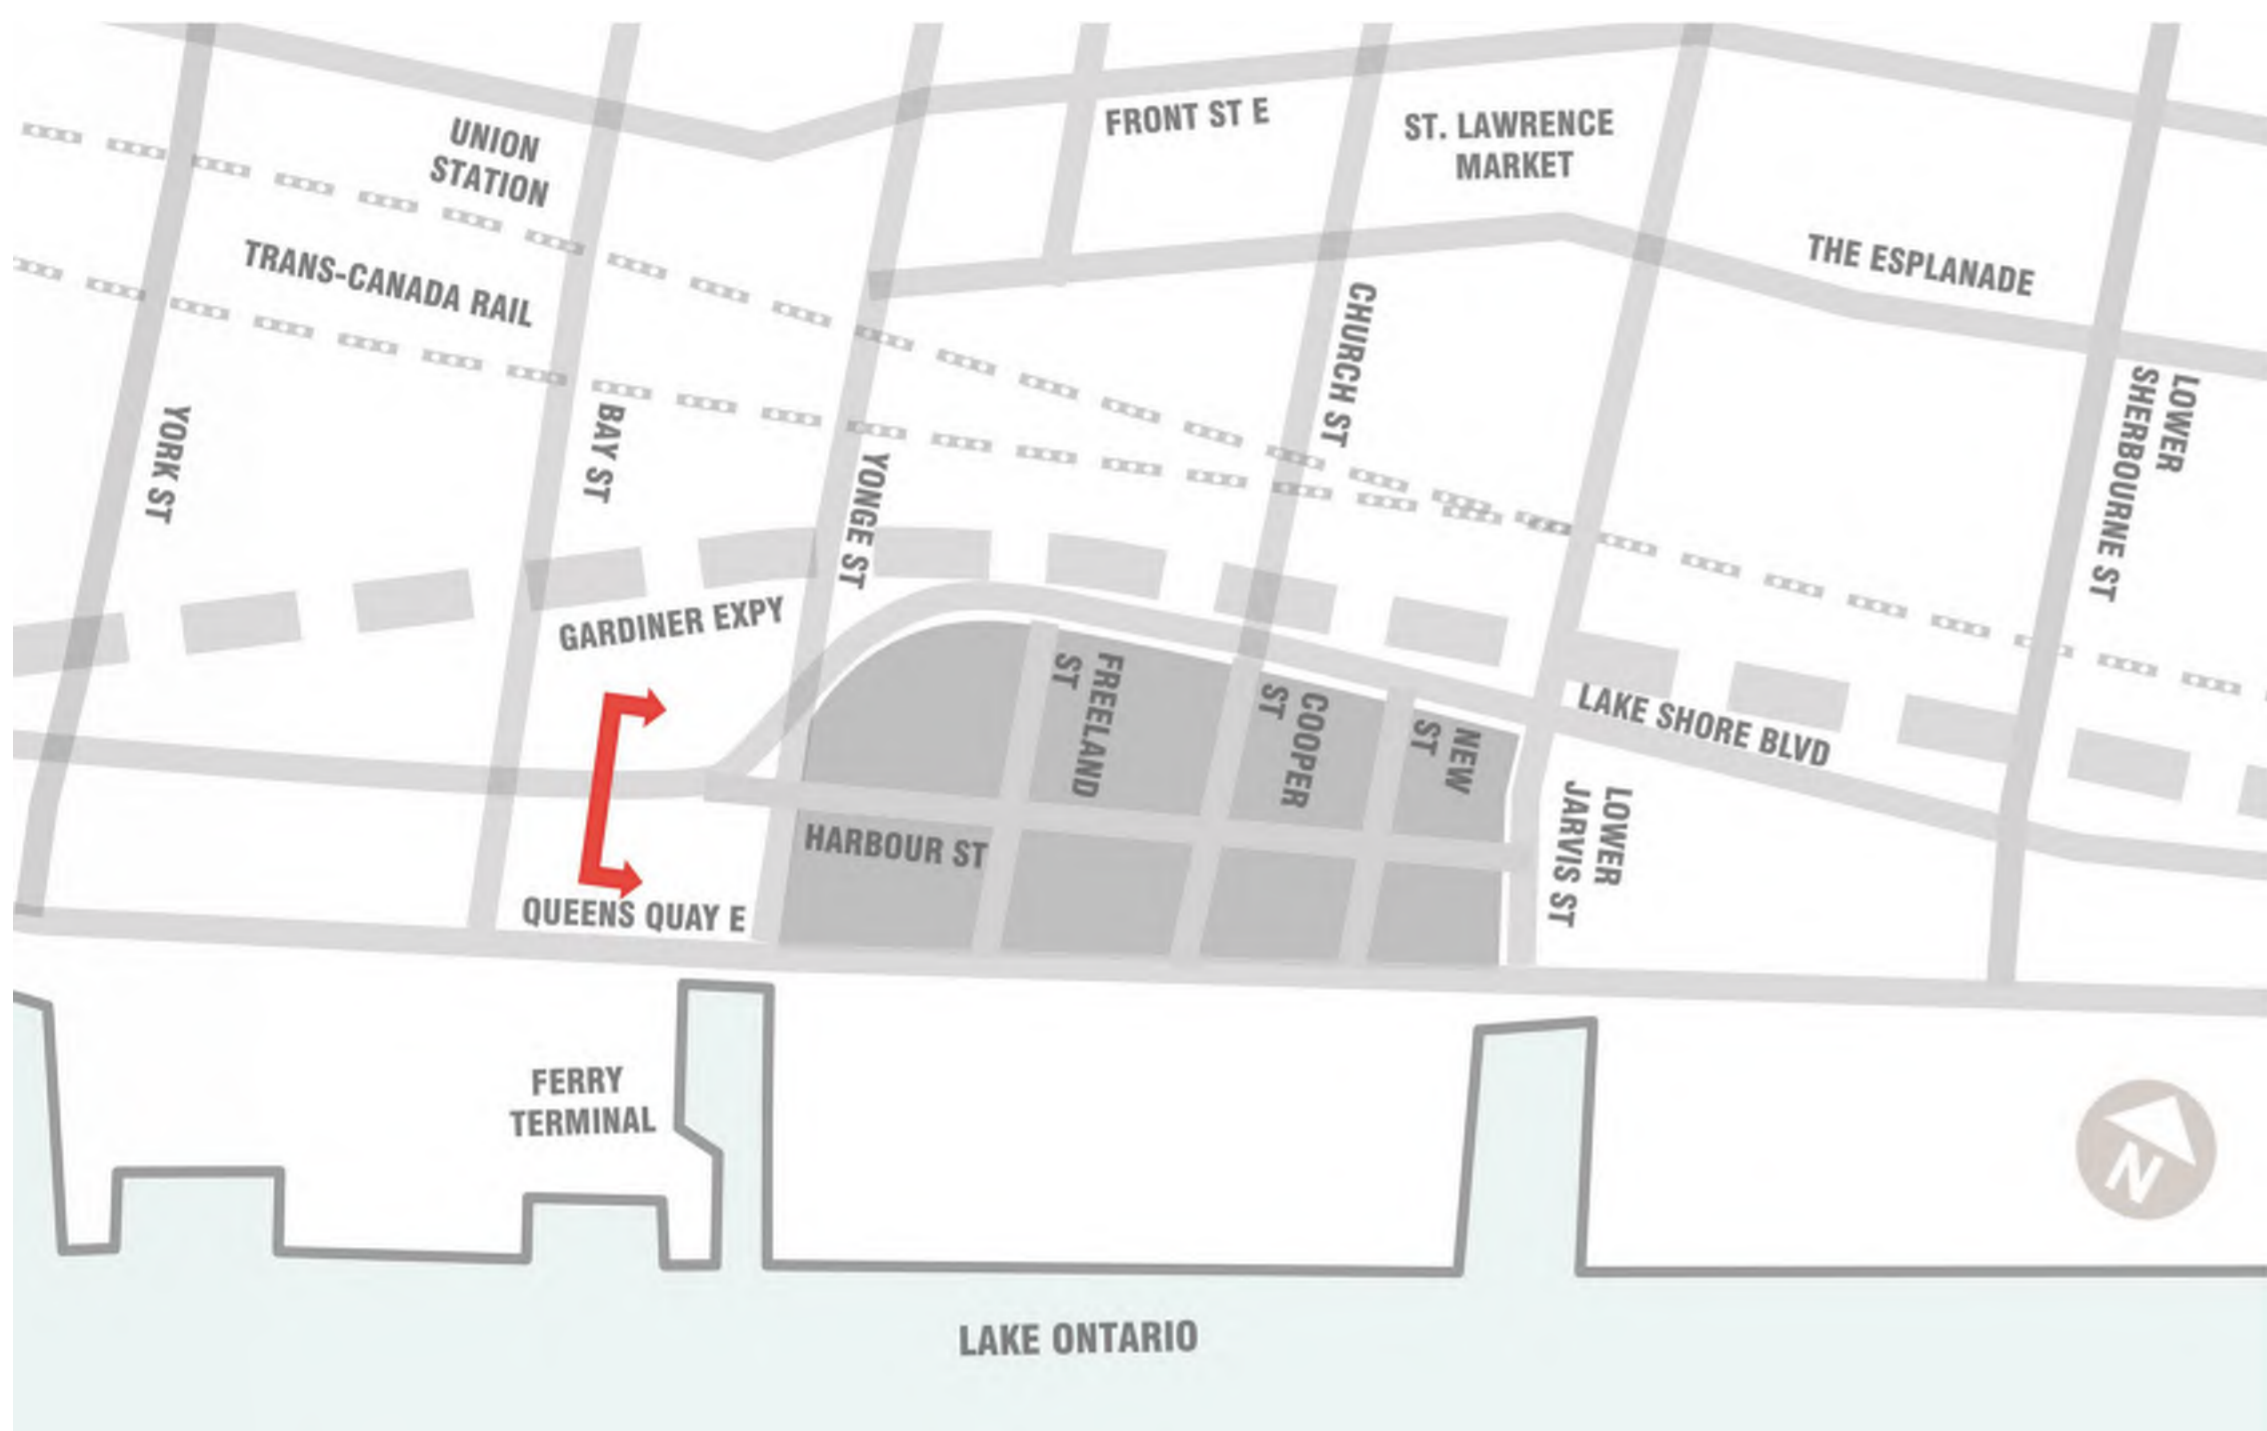 FRONT ST E
ST. LAWRENCE
MARKET
UNION
STATION
TRANS-CANADA RAIL
THE ESPLANADE
CHURCH ST
LOWER
SHERBOURNE ST
YORK ST
BAY ST
YONGE ST
GARDINER EXPY
FREELAND
ST
COOPER
ST
NEW
ST
LAKE SHORE BLVD
LOWER
JARVIS ST
HARBOUR ST
QUEENS QUAY E
FERRY
TERMINAL
N
LAKE ONTARIO